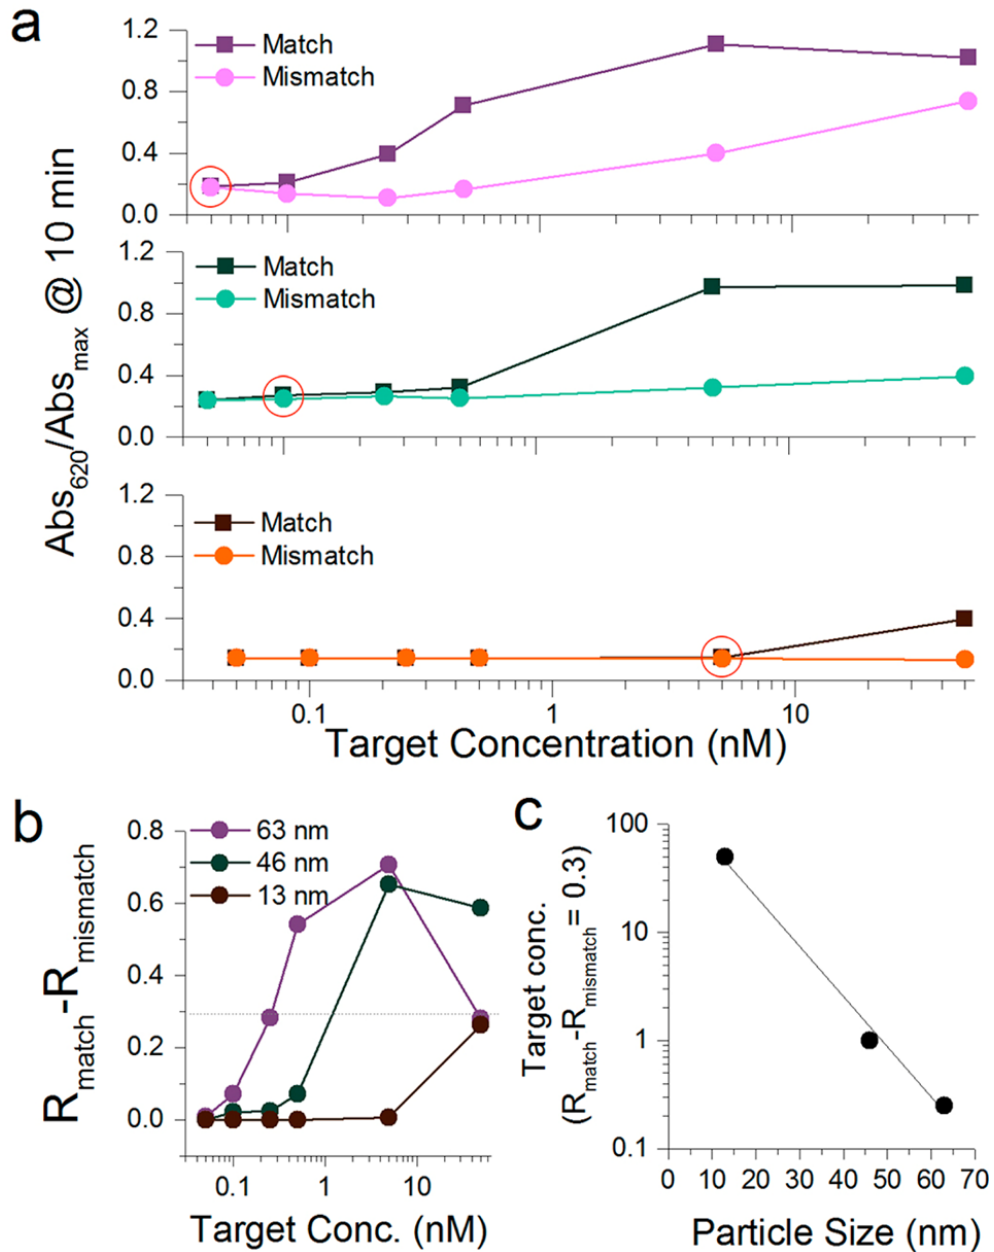 a
Abs620/Absmax @ 10 min
1.2
0.8
0.4
0.0
Match
Mismatch
1.2
0.8
0.4
0.0
Match
Mismatch
1.2
0.8
0.4
0.0
Match
Mismatch
0.1 1 10
Target Concentration (nM)
b
Rmatch-Rmismatch
0.8
0.6
0.4
0.2
0.0
63 nm
46 nm
13 nm
0.1 1 10
Target Conc. (nM)
c
Target conc.
(Rmatch-Rmismatch = 0.3)
100
10
1
0.1
0 10 20 30 40 50 60 70
Particle Size (nm)